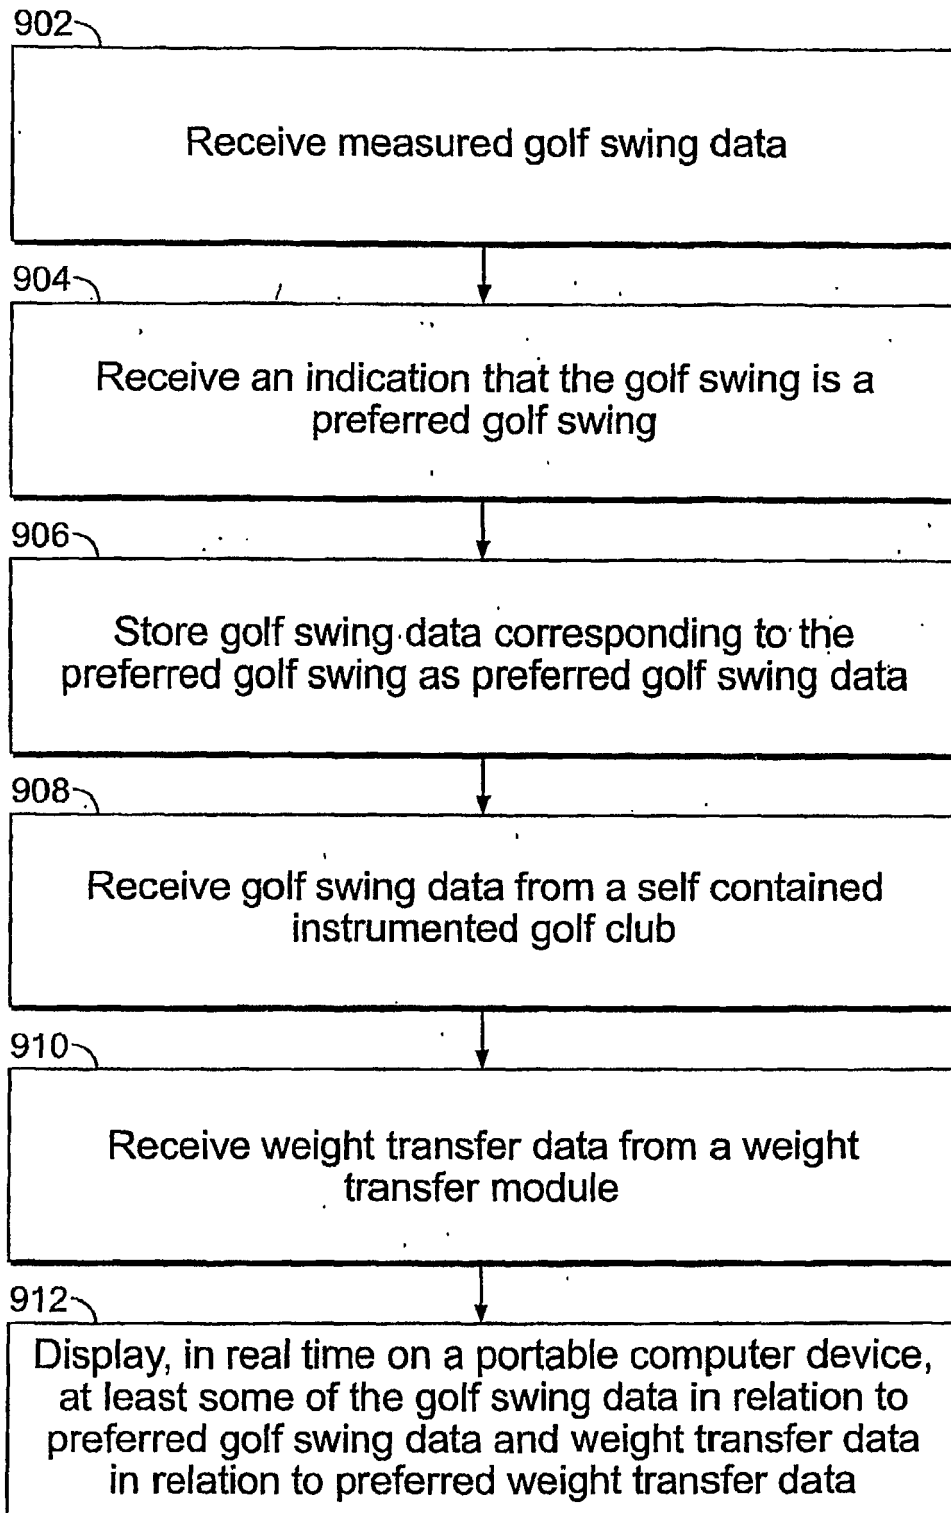 902
Receive measured golf swing data
904
Receive an indication that the golf swing is a
preferred golf swing
906
Store golf swing data corresponding to the
preferred golf swing as preferred golf swing data
908
Receive golf swing data from a self contained
instrumented golf club
910
Receive weight transfer data from a weight
transfer module
912
Display, in real time on a portable computer device,
at least some of the golf swing data in relation to
preferred golf swing data and weight transfer data
in relation to preferred weight transfer data